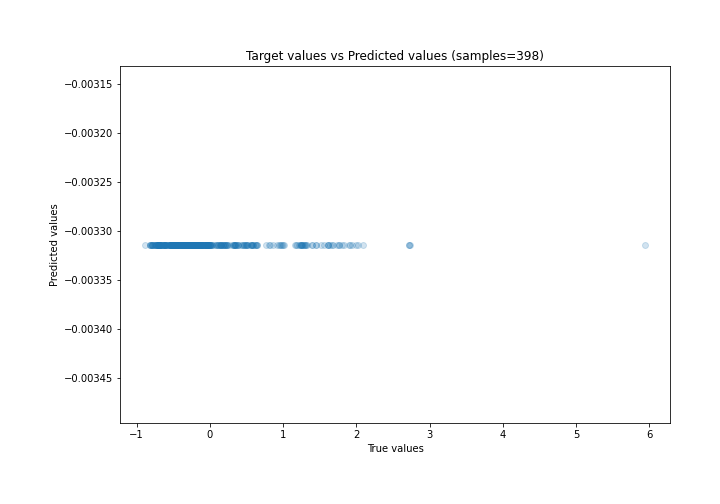 Target values vs Predicted values (samples=398)
Predicted values
−0.00315
−0.00320
−0.00325
−0.00330
−0.00335
−0.00340
−0.00345
−1 0 1 2 3 4 5 6
True values